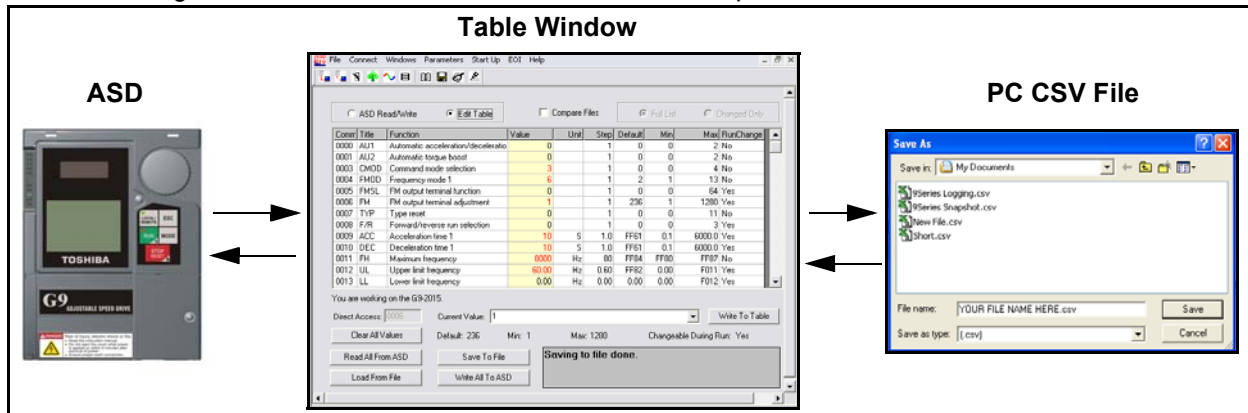 Table Window
ASD
PC CSV File
File Connect Windows Parameters Start Up EOI Help
ASD Read/Write Edit Table Compare Files Full List Changed Only
Comm Title Function Value Unit Step Default Min Max RunChange
0000 AU1 Automatic acceleration/deceleratio 0 1 0 0 2 No
0001 AU2 Automatic torque boost 0 1 0 0 2 No
0003 CMOD Command mode selection 3 1 0 0 4 No
0004 FMOD Frequency mode 1 6 1 2 1 13 No
0005 FMSL FM output terminal function 0 1 0 0 64 Yes
0006 FM FM output terminal adjustment 1 1 236 1 1280 Yes
0007 TYP Type reset 0 1 0 0 11 No
0008 F/R Forward/reverse run selection 0 1 0 0 3 Yes
0009 ACC Acceleration time 1 10 S 1.0 FF61 0.1 6000.0 Yes
0010 DEC Deceleration time 1 10 S 1.0 FF61 0.1 6000.0 Yes
0011 FH Maximum frequency 8000 Hz 80 FF84 FF80 FF87 No
0012 UL Upper limit frequency 60.00 Hz 0.60 FF82 0.00 F011 Yes
0013 LL Lower limit frequency 0.00 Hz 0.00 0.00 0.00 F012 Yes
You are working on the G9-2015.
Direct Access: 0006 Current Value: 1 Write To Table
Clear All Values Default: 236 Min: 1 Max: 1280 Changeable During Run: Yes
Read All From ASD Save To File Saving to file done.
Load From File Write All To ASD
LOCAL REMOTE ESC
RUN MODE
STOP RESET
TOSHIBA
G9 ADJUSTABLE SPEED DRIVE
Save As
Save in: My Documents
9Series Logging.csv
9Series Snapshot.csv
New File.csv
Short.csv
File name: YOUR FILE NAME HERE.csv Save
Save as type: (.csv) Cancel